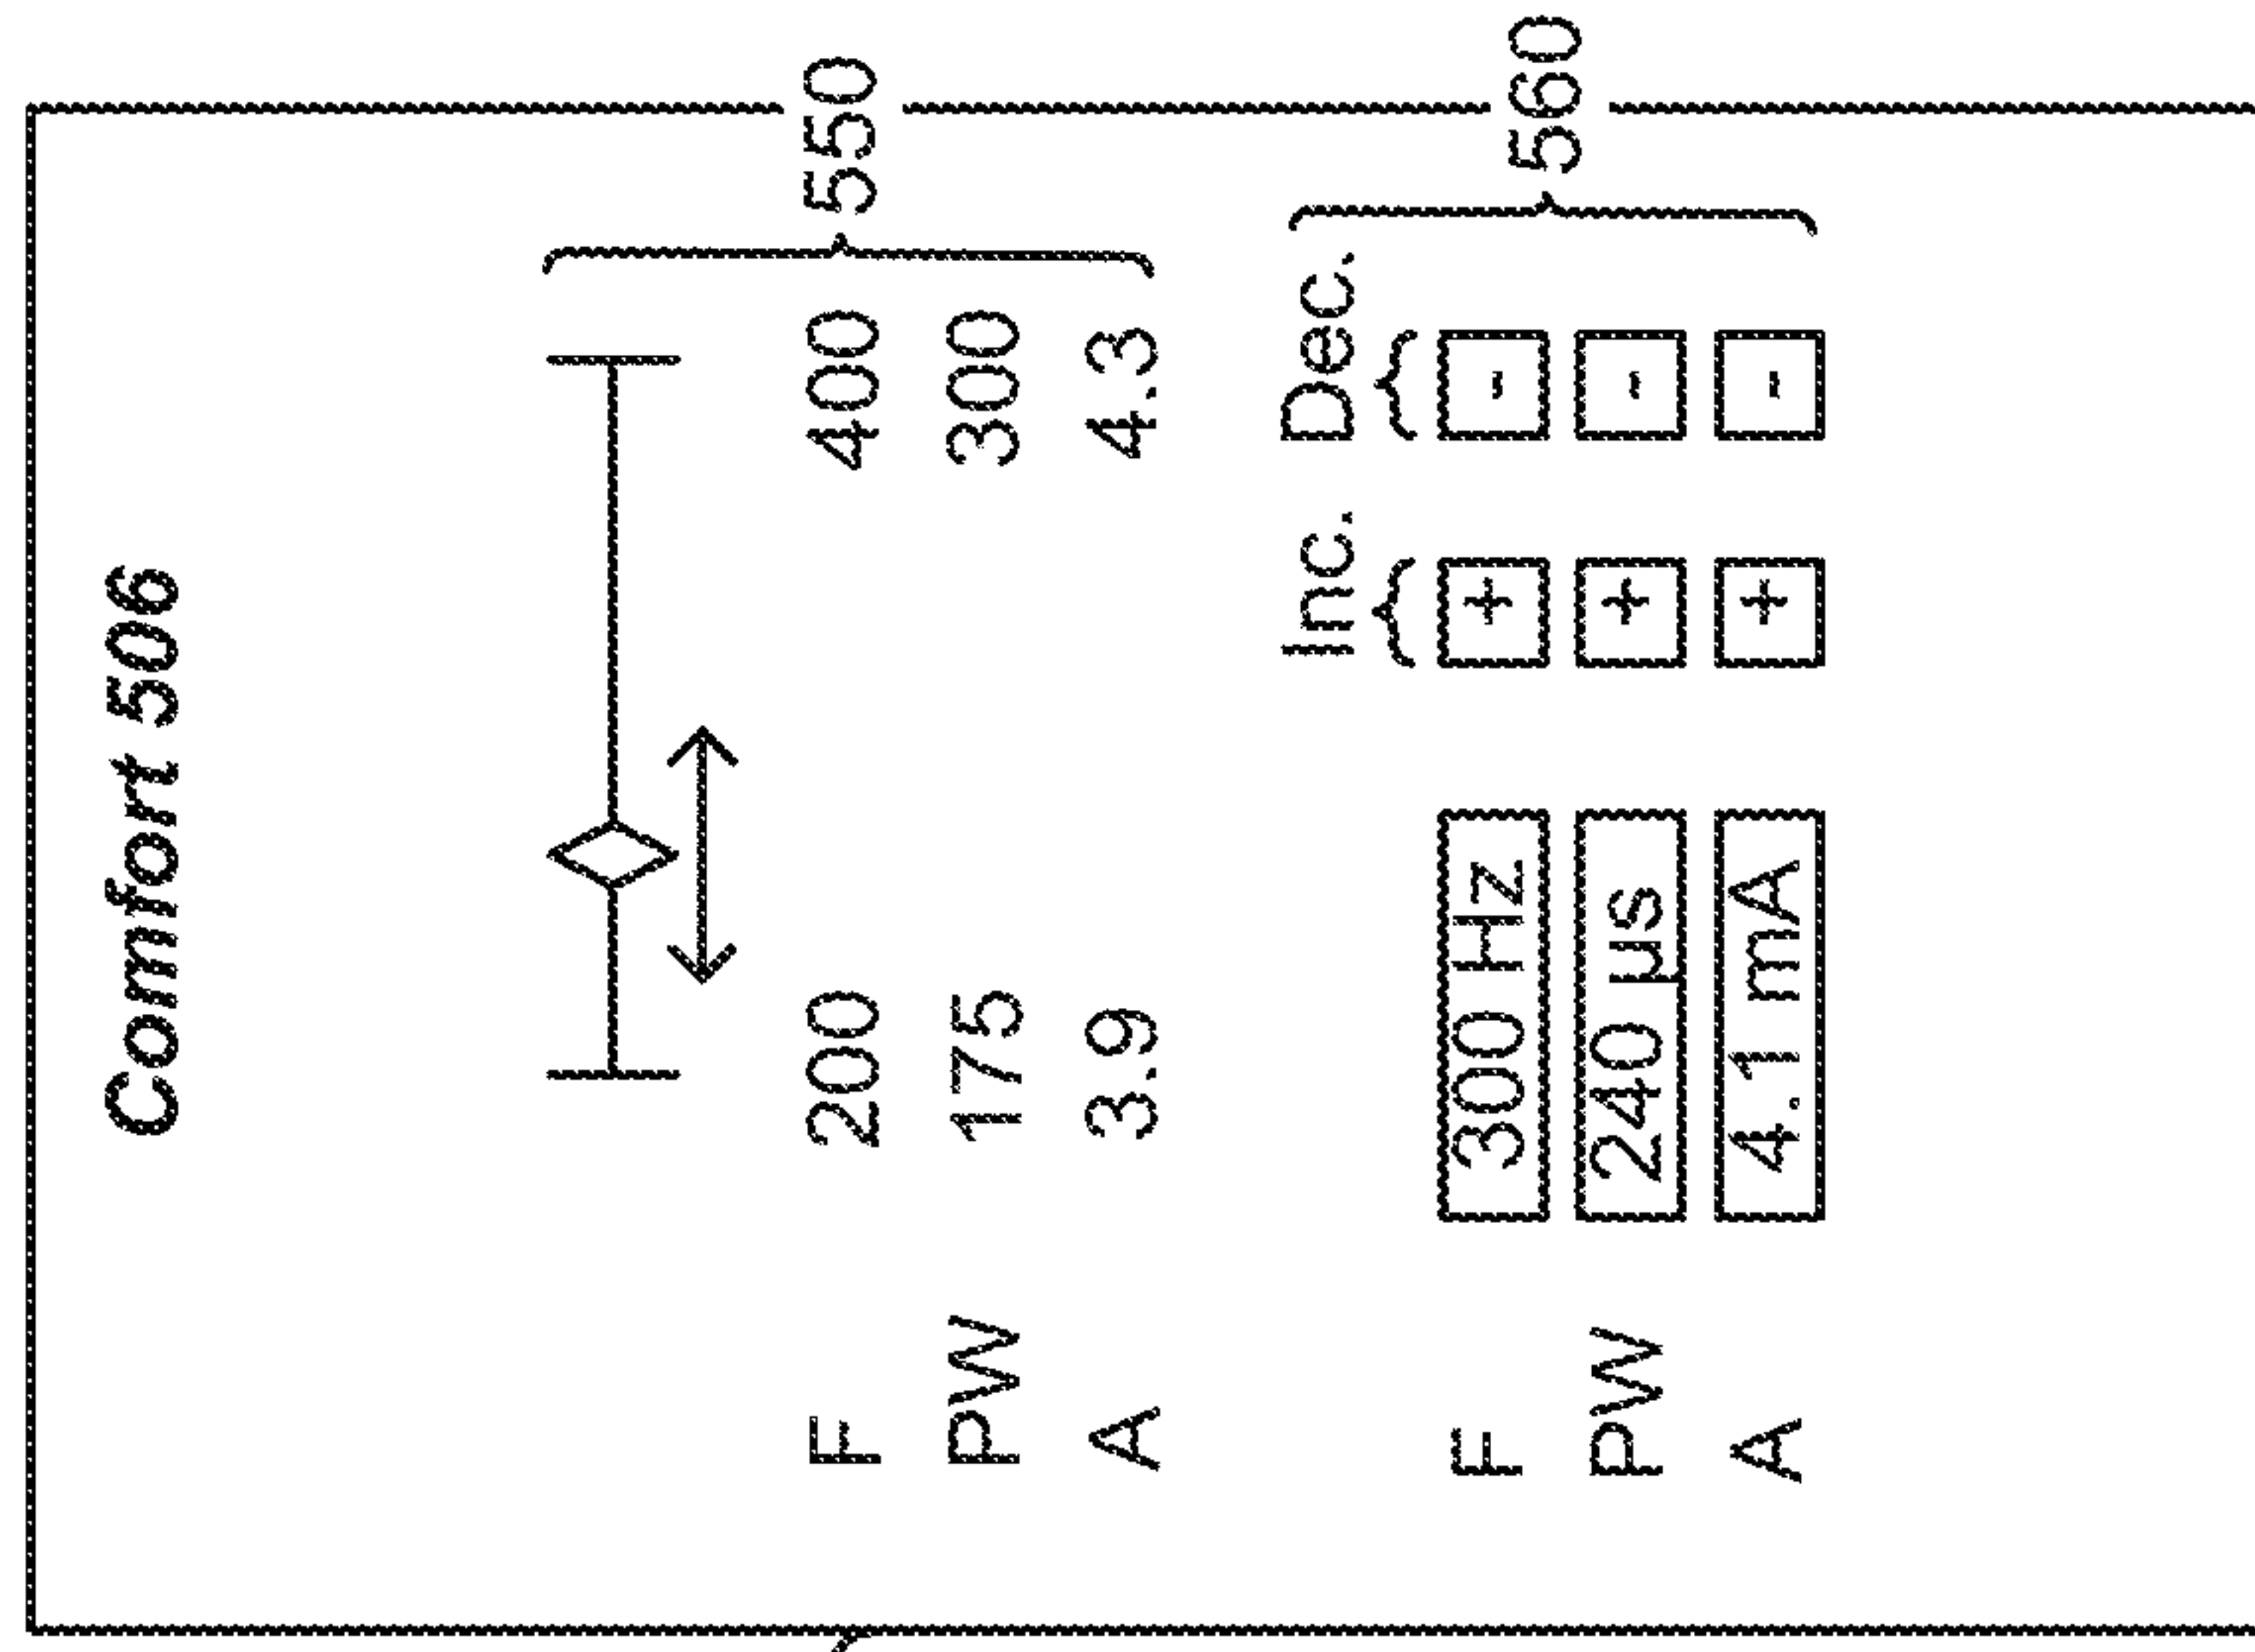 Comfort 506
F 200 400
PW 175 300
A 3.9 4.3
550
Inc. Dec.
F 300 Hz + -
PW 240 µs + -
A 4.1 mA + -
560